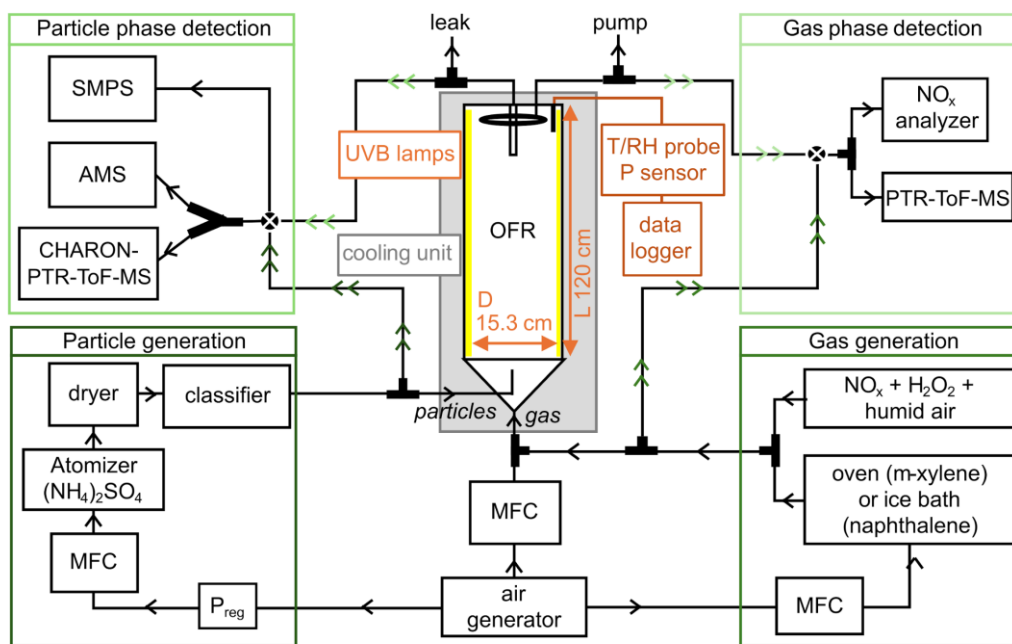 Particle phase detection
SMPS
AMS
CHARON-
PTR-ToF-MS
leak
pump
UVB lamps
cooling unit
OFR
D
15.3 cm
L 120 cm
T/RH probe
P sensor
data
logger
Gas phase detection
NOₓ
analyzer
PTR-ToF-MS
Particle generation
dryer
classifier
Atomizer
(NH₄)₂SO₄
MFC
P_reg
particles
gas
MFC
air
generator
Gas generation
NOₓ + H₂O₂ +
humid air
oven (m-xylene)
or ice bath
(naphthalene)
MFC